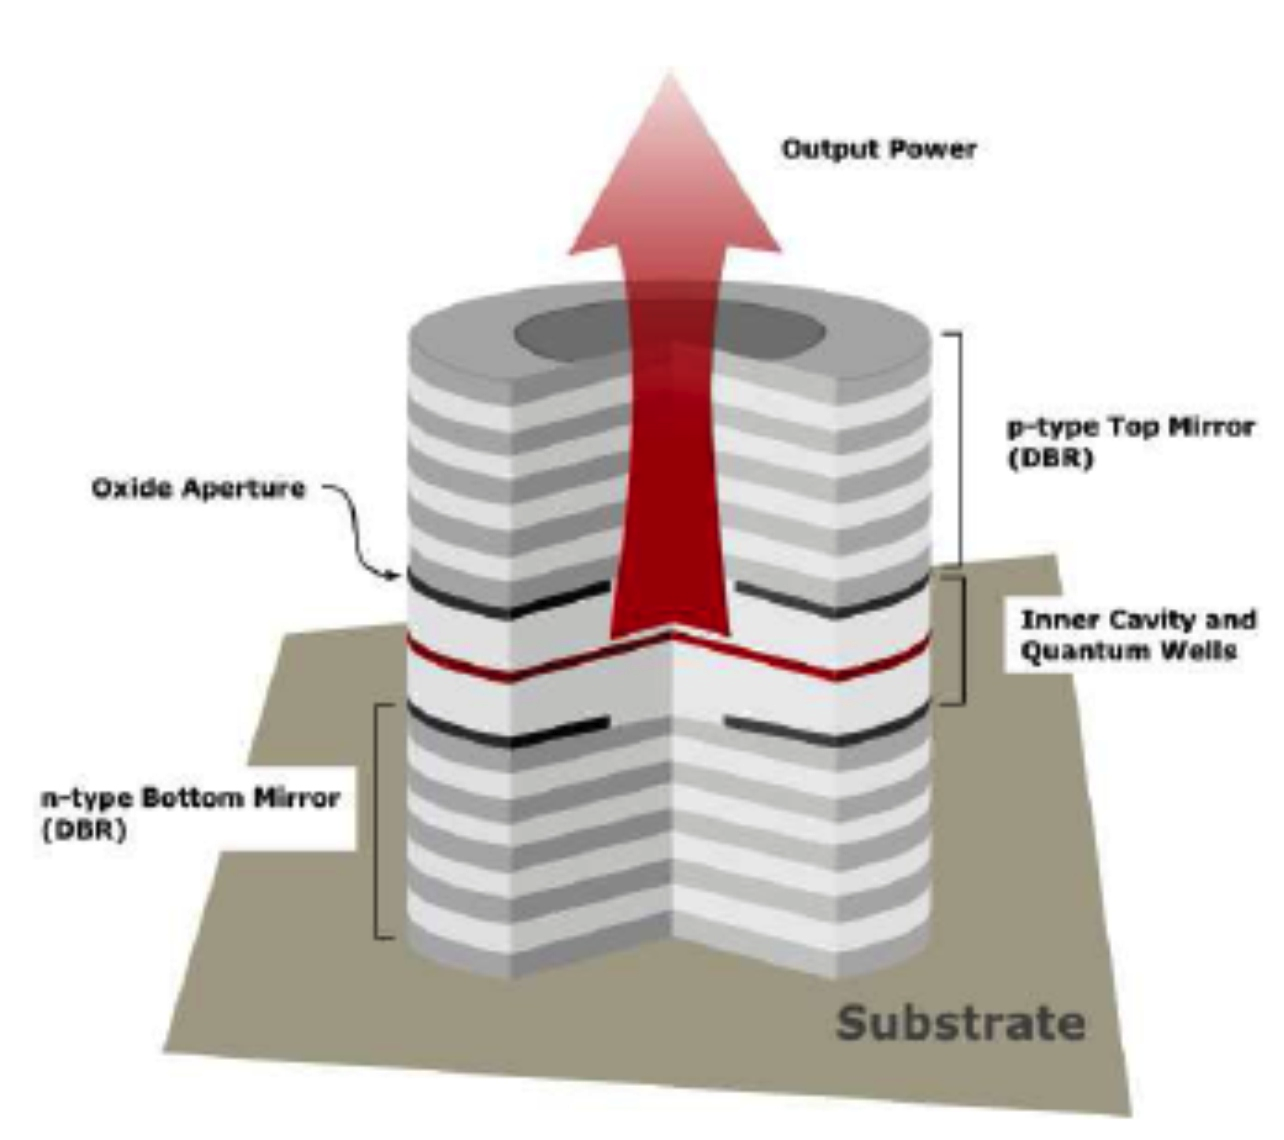 Output Power
p-type Top Mirror
(DBR)
Oxide Aperture
Inner Cavity and
Quantum Wells
n-type Bottom Mirror
(DBR)
Substrate